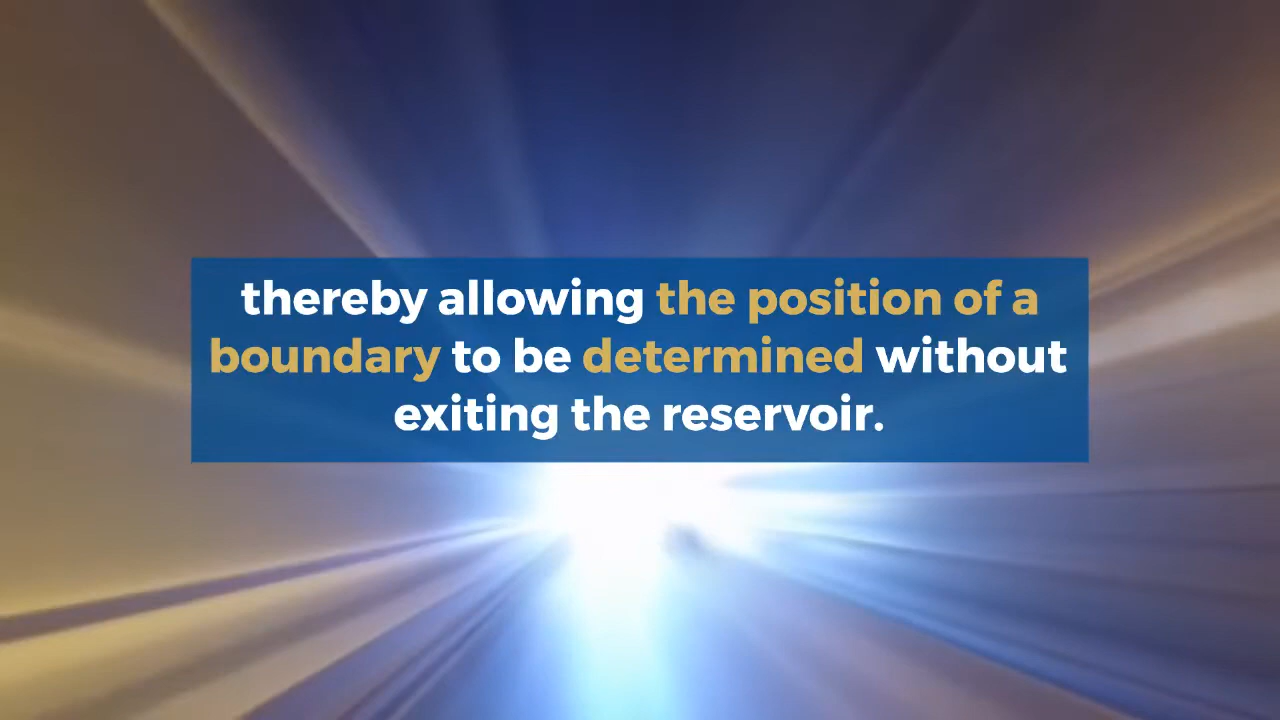 thereby allowing the position of a
boundary to be determined without
exiting the reservoir.